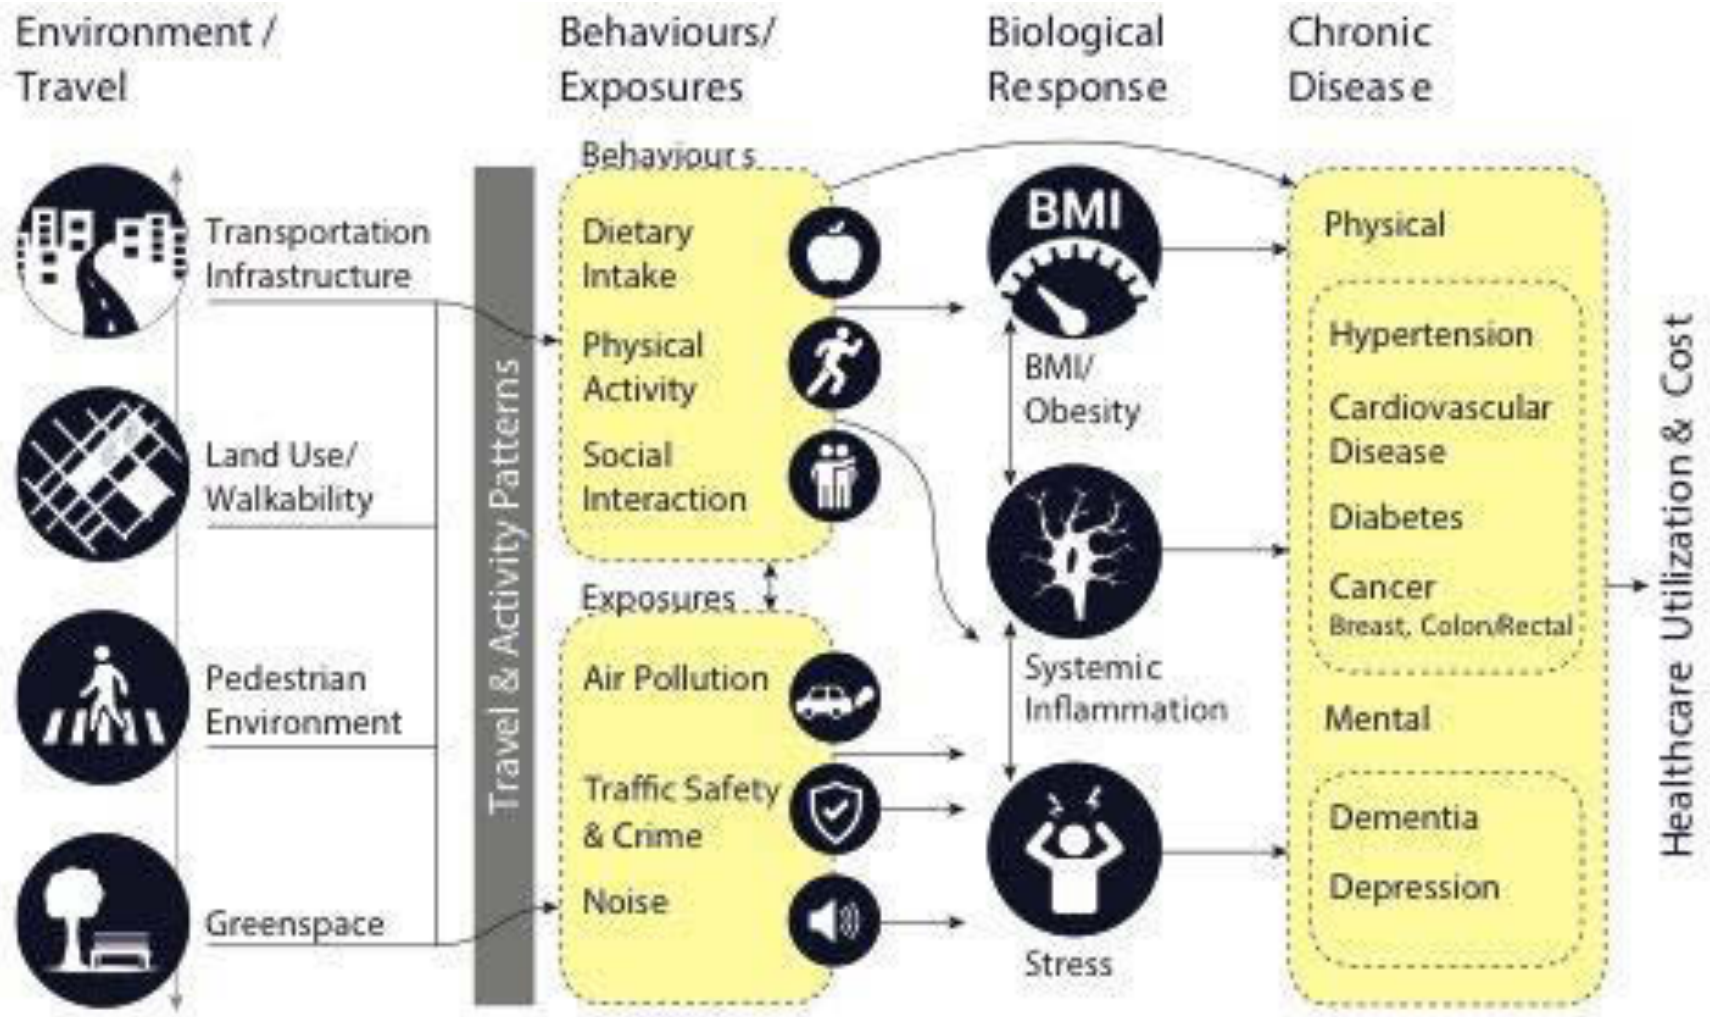 Environment /
Travel
Behaviours/
Exposures
Biological
Response
Chronic
Disease
Transportation
Infrastructure
Land Use/
Walkability
Pedestrian
Environment
Greenspace
Travel & Activity Patterns
Behaviours
Dietary
Intake
Physical
Activity
Social
Interaction
Exposures
Air Pollution
Traffic Safety
& Crime
Noise
BMI
BMI/
Obesity
Systemic
Inflammation
Stress
Physical
Hypertension
Cardiovascular
Disease
Diabetes
Cancer
Breast, Colon/Rectal
Mental
Dementia
Depression
Healthcare Utilization & Cost